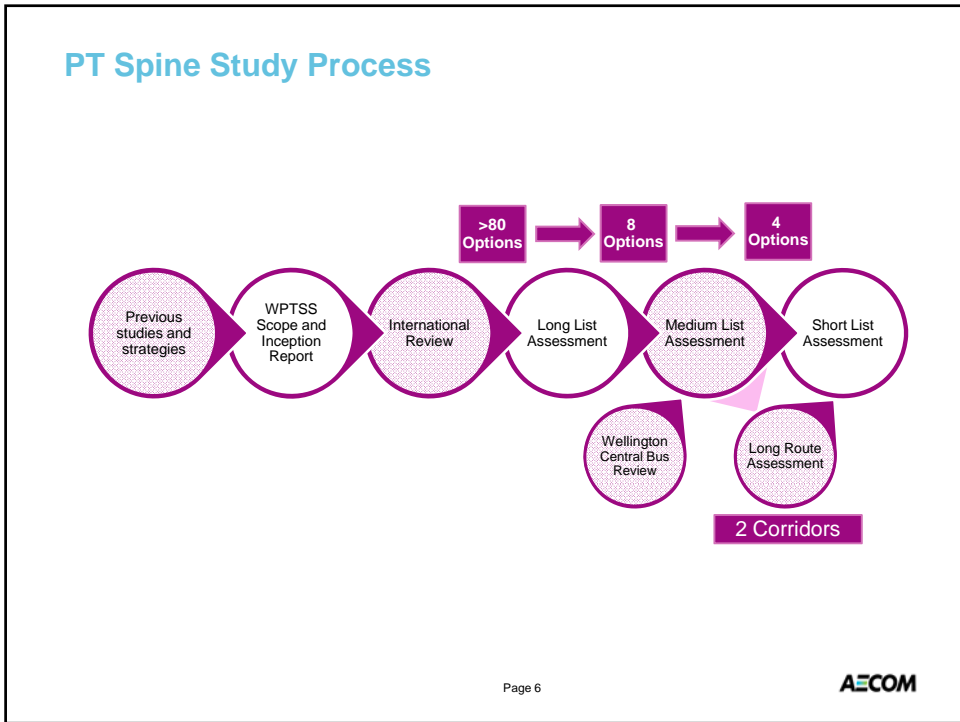 PT Spine Study Process
>80
Options
8
Options
4
Options
Previous
studies and
strategies
WPTSS
Scope and
Inception
Report
International
Review
Long List
Assessment
Medium List
Assessment
Short List
Assessment
Wellington
Central Bus
Review
Long Route
Assessment
2 Corridors
Page 6
AECOM